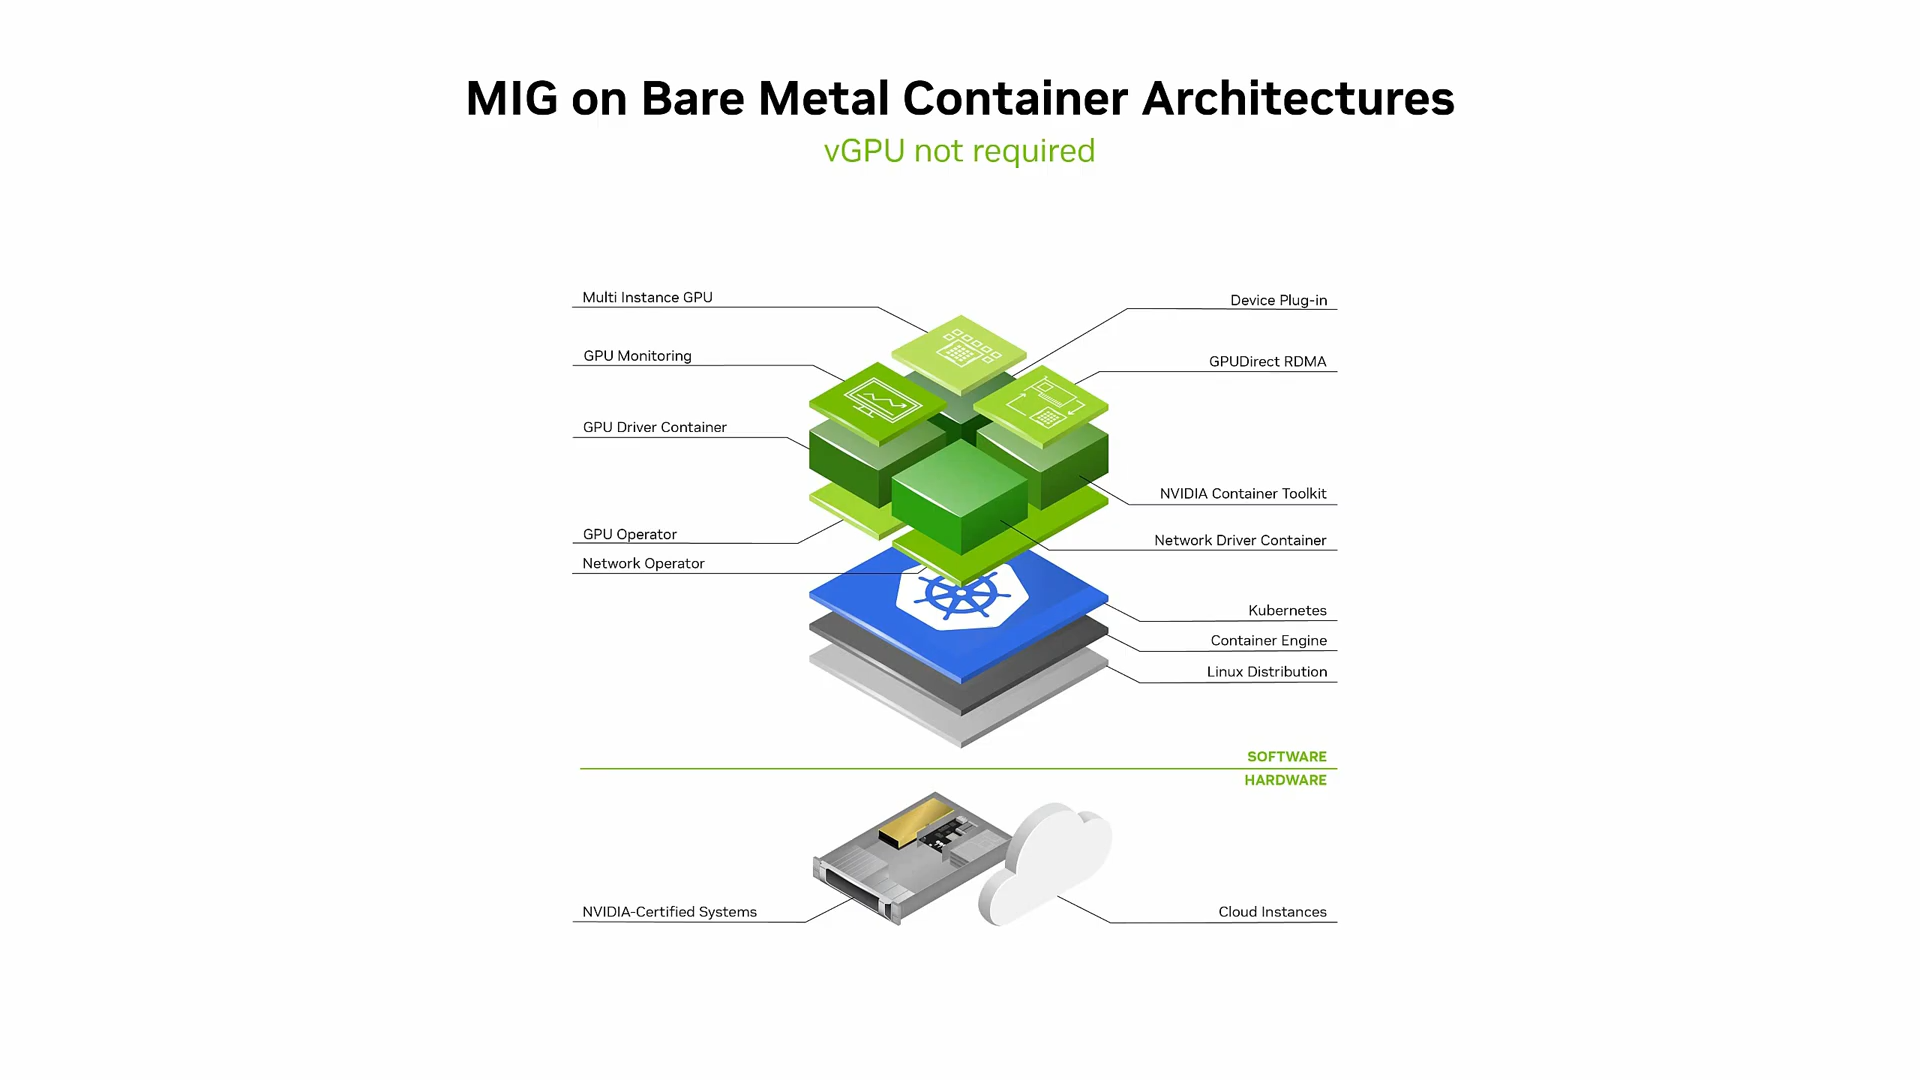 MIG on Bare Metal Container Architectures
vGPU not required
Multi Instance GPU
Device Plug-in
GPU Monitoring
GPUDirect RDMA
GPU Driver Container
NVIDIA Container Toolkit
GPU Operator
Network Driver Container
Network Operator
Kubernetes
Container Engine
Linux Distribution
SOFTWARE
HARDWARE
NVIDIA-Certified Systems
Cloud Instances